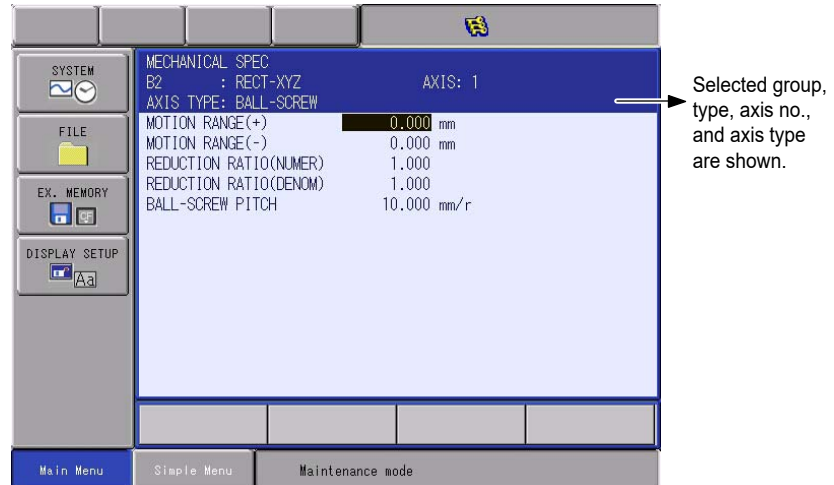 SYSTEM
FILE
EX. MEMORY
CF
DISPLAY SETUP
Aa
MECHANICAL SPEC
B2 : RECT-XYZ AXIS: 1
AXIS TYPE: BALL-SCREW
MOTION RANGE(+) 0.000 mm
MOTION RANGE(-) 0.000 mm
REDUCTION RATIO(NUMER) 1.000
REDUCTION RATIO(DENOM) 1.000
BALL-SCREW PITCH 10.000 mm/r
Selected group,
type, axis no.,
and axis type
are shown.
Main Menu
Simple Menu
Maintenance mode